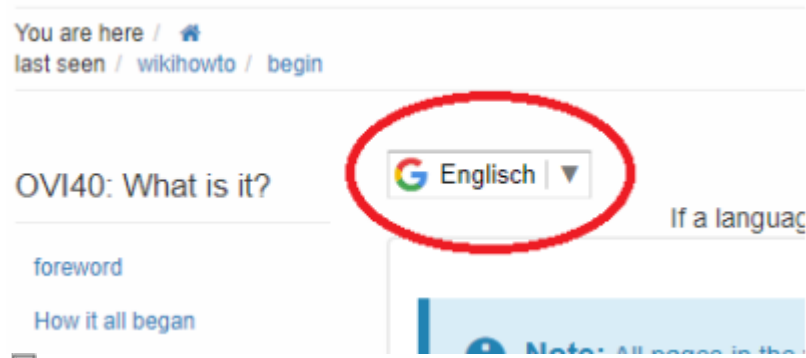 You are here /
last seen / wikihowto / begin
Englisch
OVI40: What is it?
If a languag
foreword
How it all began
Note: All pages in the